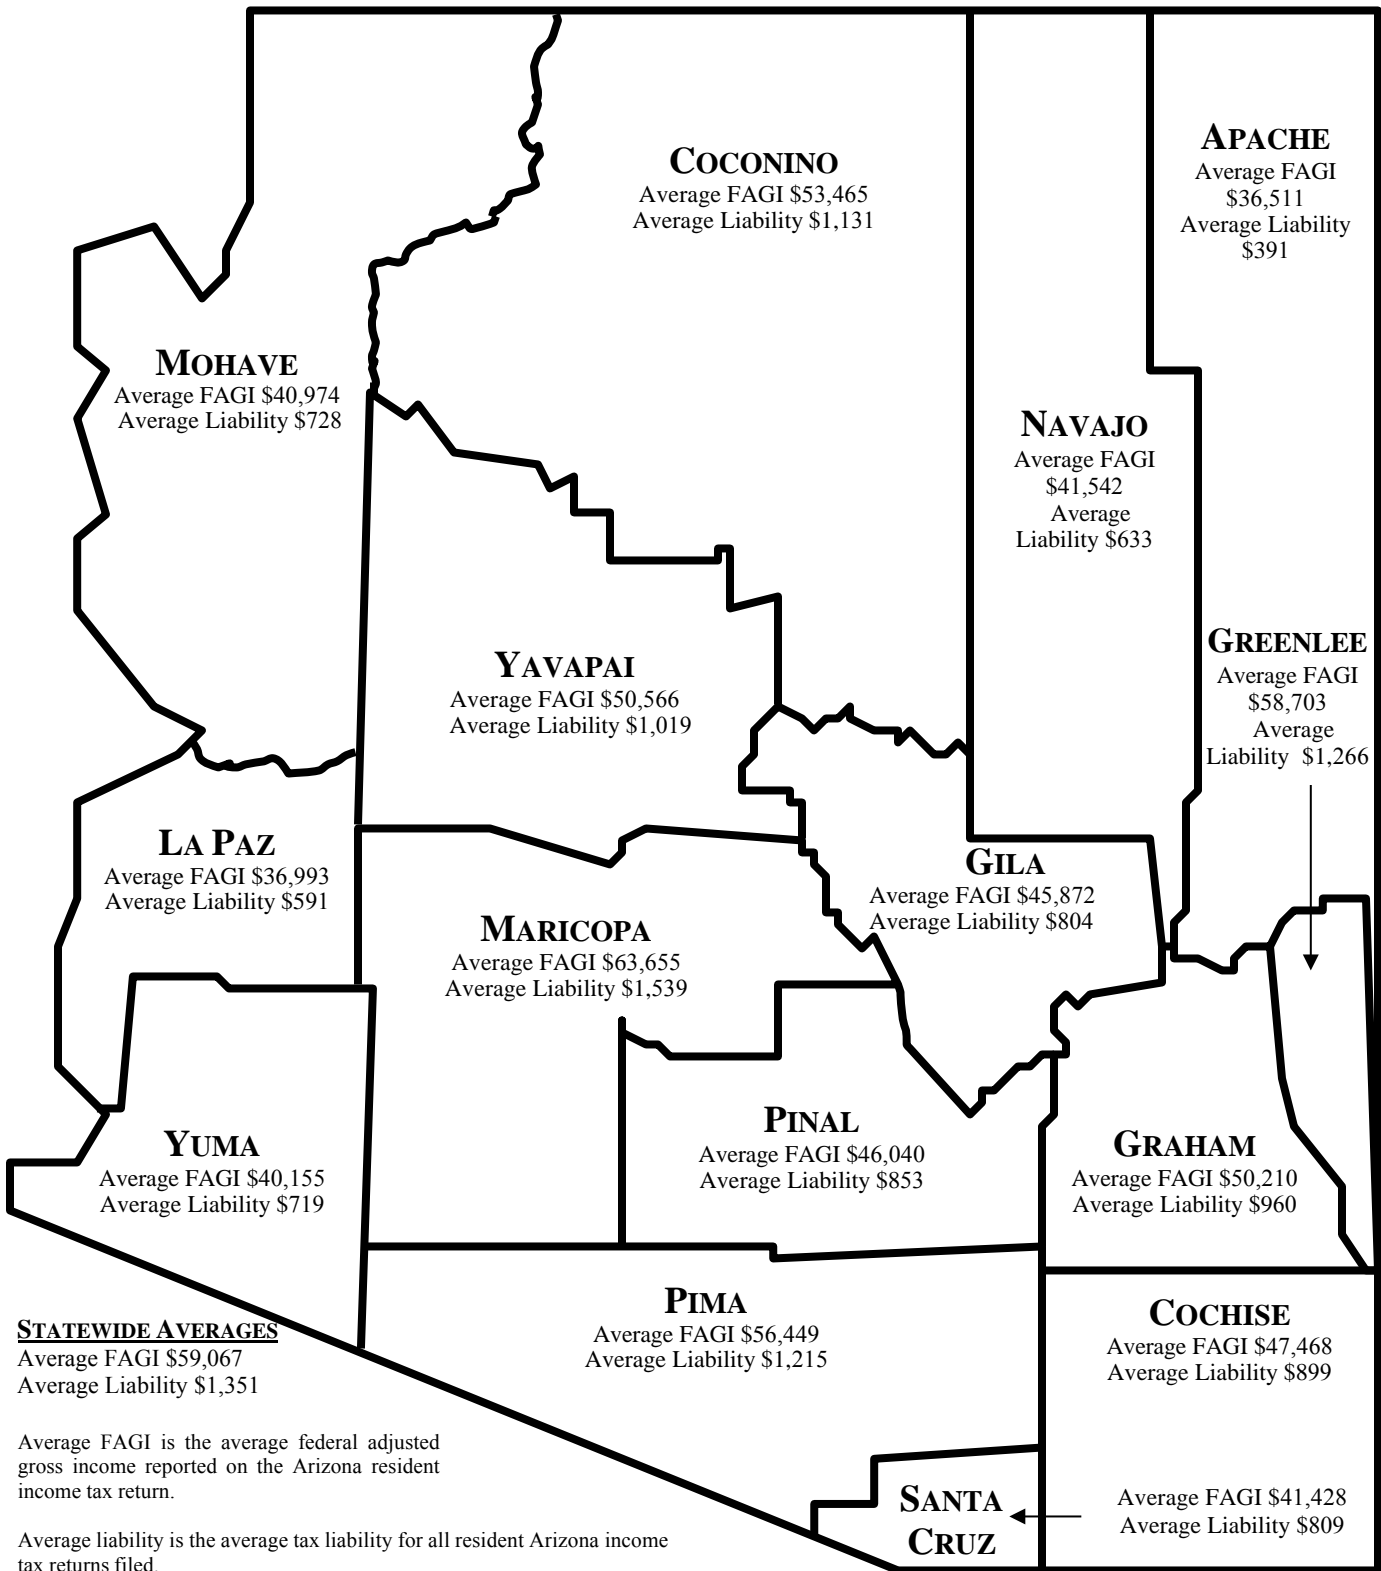 COCONINO
Average FAGI $53,465
Average Liability $1,131
APACHE
Average FAGI
$36,511
Average Liability
$391
MOHAVE
Average FAGI $40,974
Average Liability $728
NAVAJO
Average FAGI
$41,542
Average
Liability $633
GREENLEE
Average FAGI
$58,703
Average
Liability $1,266
YAVAPAI
Average FAGI $50,566
Average Liability $1,019
LA PAZ
Average FAGI $36,993
Average Liability $591
GILA
Average FAGI $45,872
Average Liability $804
MARICOPA
Average FAGI $63,655
Average Liability $1,539
YUMA
Average FAGI $40,155
Average Liability $719
PINAL
Average FAGI $46,040
Average Liability $853
GRAHAM
Average FAGI $50,210
Average Liability $960
PIMA
Average FAGI $56,449
Average Liability $1,215
COCHISE
Average FAGI $47,468
Average Liability $899
SANTA
CRUZ
Average FAGI $41,428
Average Liability $809
STATEWIDE AVERAGES
Average FAGI $59,067
Average Liability $1,351
Average FAGI is the average federal adjusted
gross income reported on the Arizona resident
income tax return.
Average liability is the average tax liability for all resident Arizona income
tax returns filed.